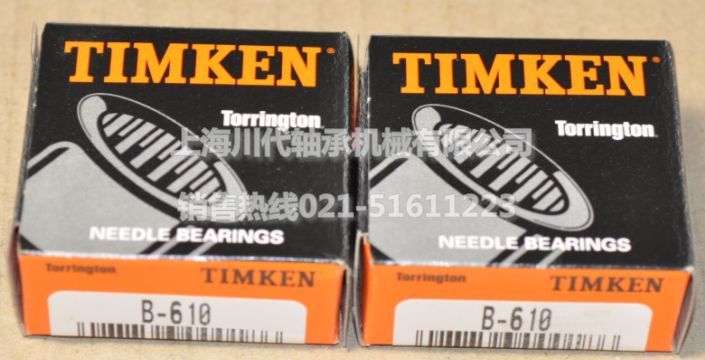 TIMKEN®
Torrington
NEEDLE BEARINGS
Torrington TIMKEN
B-610
TIMKEN®
Torrington
NEEDLE BEARINGS
Torrington TIMKEN
B-610
上海川代轴承机械有限公司
销售热线021-51611223